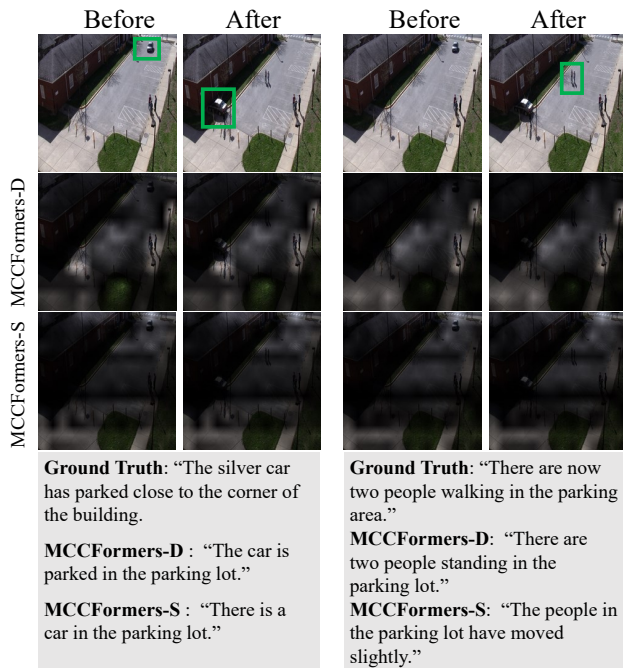 Before After Before After
MCCFormers-D
MCCFormers-S
Ground Truth: “The silver car
has parked close to the corner of
the building.
MCCFormers-D : “The car is
parked in the parking lot.”
MCCFormers-S : “There is a
car in the parking lot.”
Ground Truth: “There are now
two people walking in the parking
area.”
MCCFormers-D: “There are
two people standing in the
parking lot.”
MCCFormers-S: “The people in
the parking lot have moved
slightly.”